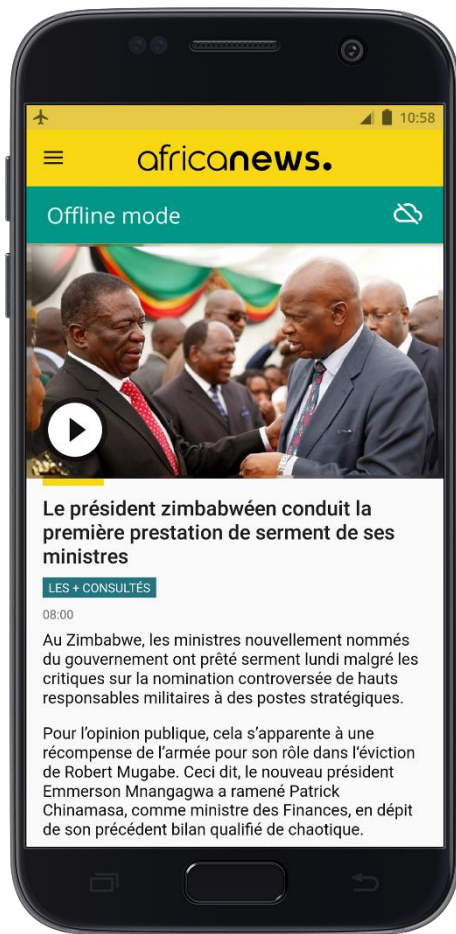 10:58
africanews.
Offline mode
Le président zimbabwéen conduit la
première prestation de serment de ses
ministres
LES + CONSULTÉS
08:00
Au Zimbabwe, les ministres nouvellement nommés
du gouvernement ont prêté serment lundi malgré les
critiques sur la nomination controversée de hauts
responsables militaires à des postes stratégiques.
Pour l’opinion publique, cela s’apparente à une
récompense de l’armée pour son rôle dans l’éviction
de Robert Mugabe. Ceci dit, le nouveau président
Emmerson Mnangagwa a ramené Patrick
Chinamasa, comme ministre des Finances, en dépit
de son précédent bilan qualifié de chaotique.